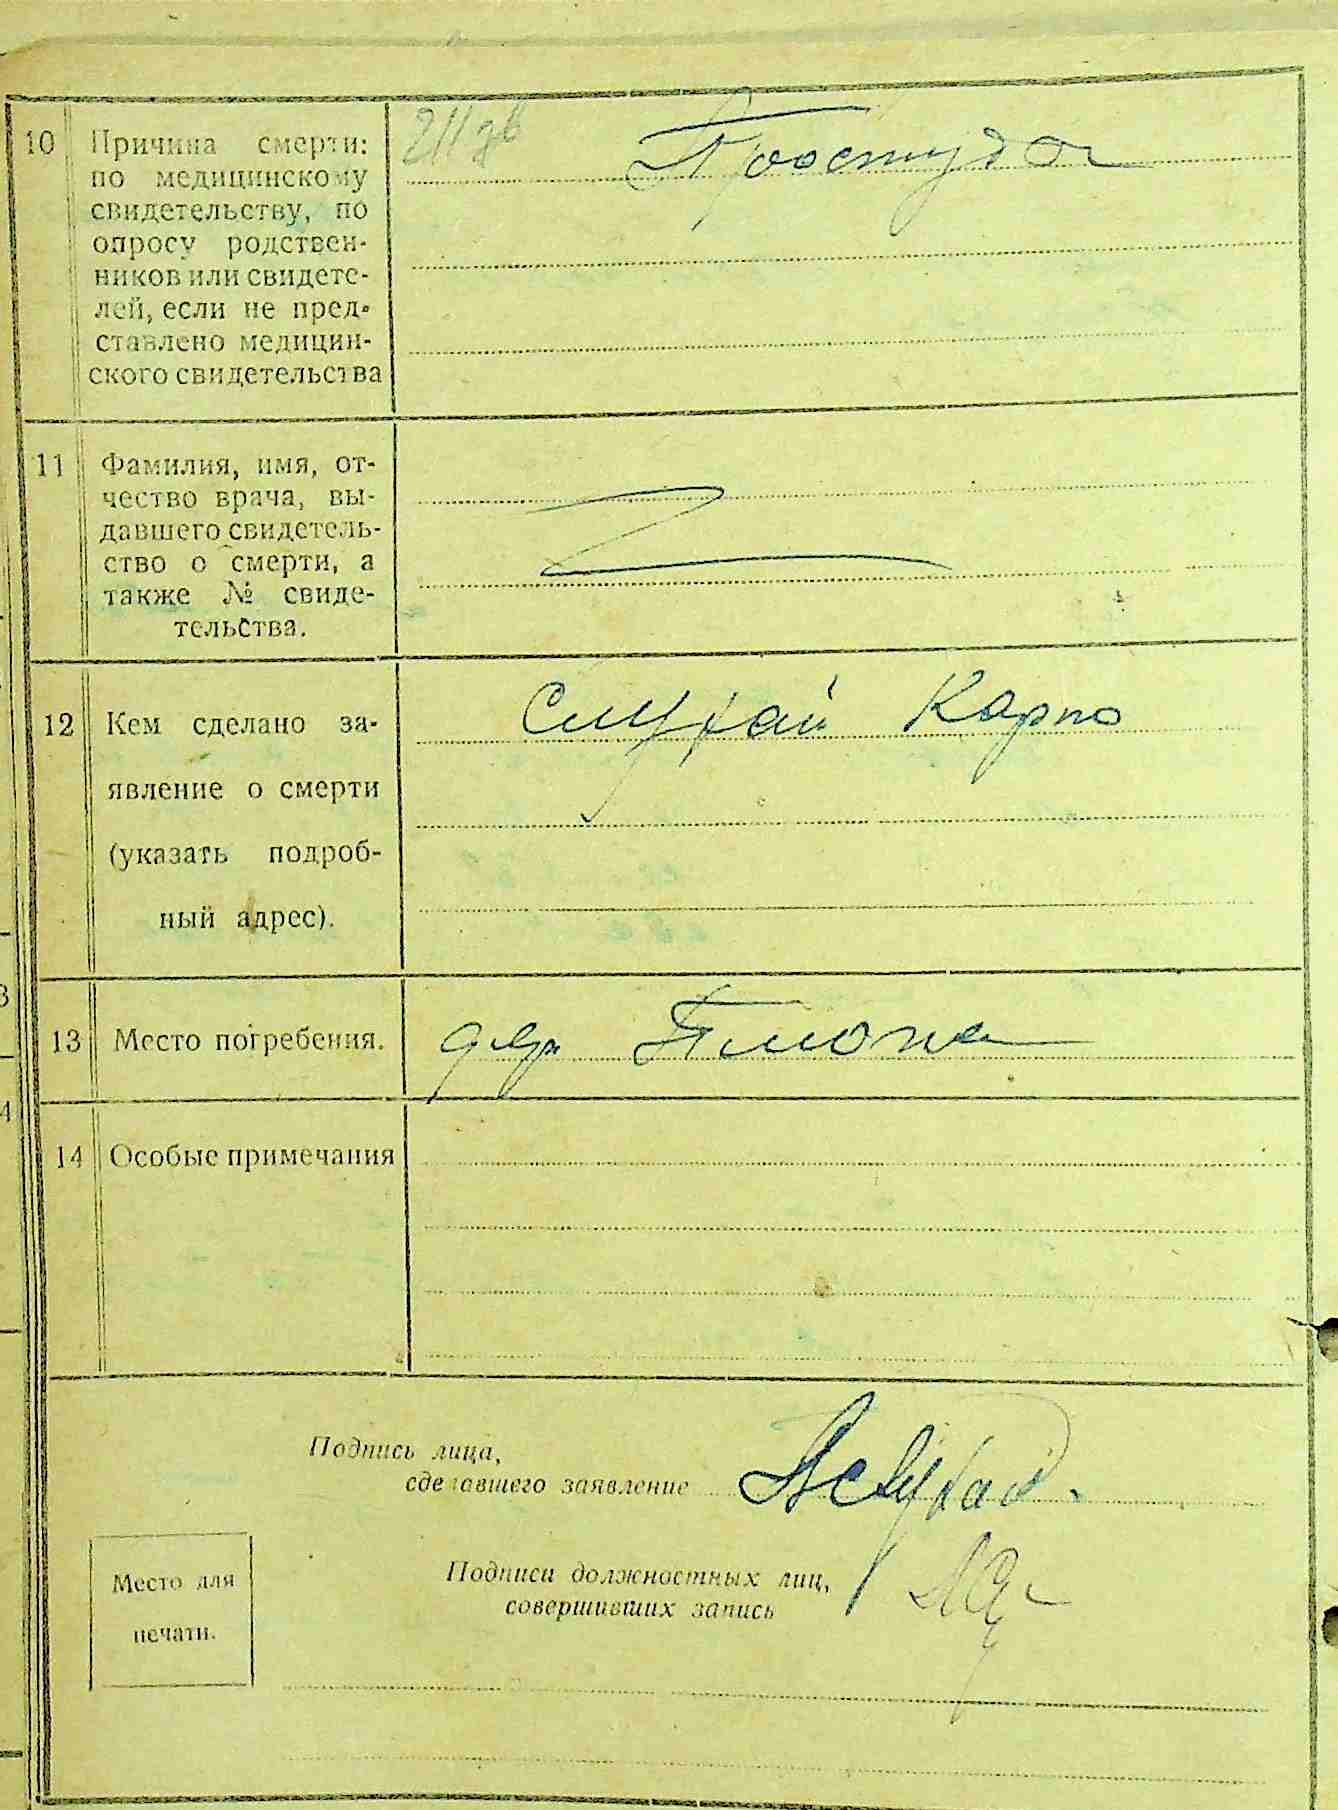 10 Причина смерти: Простуда
по медицинскому
свидетельству, по
опросу родствен-
ников или свидете-
лей, если не пред-
ставлено медицин-
ского свидетельства
11 Фамилия, имя, от-
чество врача, вы-
давшего свидетель-
ство о смерти, а
также № свиде-
тельства.
12 Кем сделано за- Слухай Карпо
явление о смерти
(указать подроб-
ный адрес).
13 Место погребения. дер
14 Особые примечания
Подпись лица,
сделавшего заявление
Подписи должностных лиц,
совершивших запись
Место для
печати.